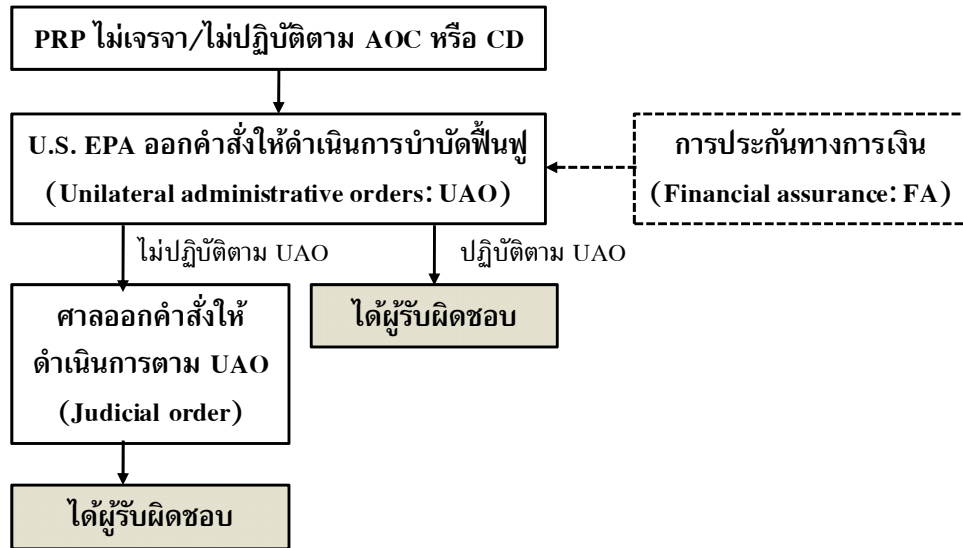 PRP ไม่เจรจา/ไม่ปฏิบัติตาม AOC หรือ CD
U.S. EPA ออกคำสั่งให้ดำเนินการบำบัดฟื้นฟู
(Unilateral administrative orders: UAO)
การประกันทางการเงิน
(Financial assurance: FA)
ไม่ปฏิบัติตาม UAO
ปฏิบัติตาม UAO
ศาลออกคำสั่งให้
ดำเนินการตาม UAO
(Judicial order)
ได้ผู้รับผิดชอบ
ได้ผู้รับผิดชอบ